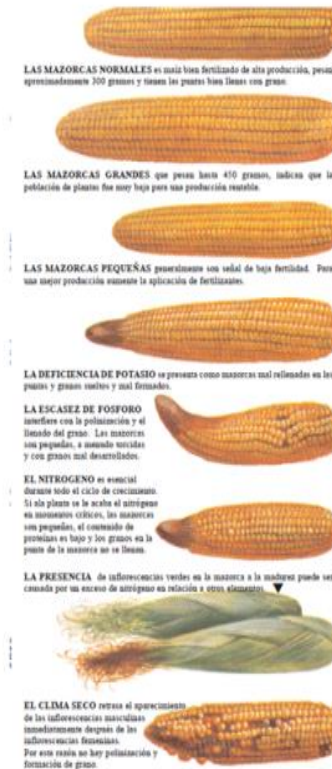 LAS MAZORCAS NORMALES es maíz bien fertilizado de alta producción, pesan
aproximadamente 300 gramos y tienen las puntas bien llenas con grano.
LAS MAZORCAS GRANDES que pesan hasta 450 gramos, indican que la
población de plantas fue muy baja para una producción rentable.
LAS MAZORCAS PEQUEÑAS generalmente son señal de baja fertilidad. Para
una mejor producción aumente la aplicación de fertilizantes.
LA DEFICIENCIA DE POTASIO se presenta como mazorcas mal rellenadas en las
puntas y granos sueltos y mal formados.
LA ESCASEZ DE FOSFORO
interfiere con la polinización y el
llenado del grano. Las mazorcas
son pequeñas, a menudo torcidas
y con granos mal desarrollados.
EL NITROGENO es esencial
durante todo el ciclo de crecimiento.
Si ala planta se le acaba el nitrógeno
en momentos críticos, las mazorcas
son pequeñas, el contenido de
proteínas es bajo y los granos en la
punta de la mazorca no se llenan.
LA PRESENCIA de inflorescencias verdes en la mazorca a la madurez puede ser
causada por un exceso de nitrógeno en relación a otros elementos.
EL CLIMA SECO retrasa el aparecimiento
de las inflorescencias masculinas
inmediatamente después de las
inflorescencias femeninas.
Por este razón no hay polinización y
formación de grano.